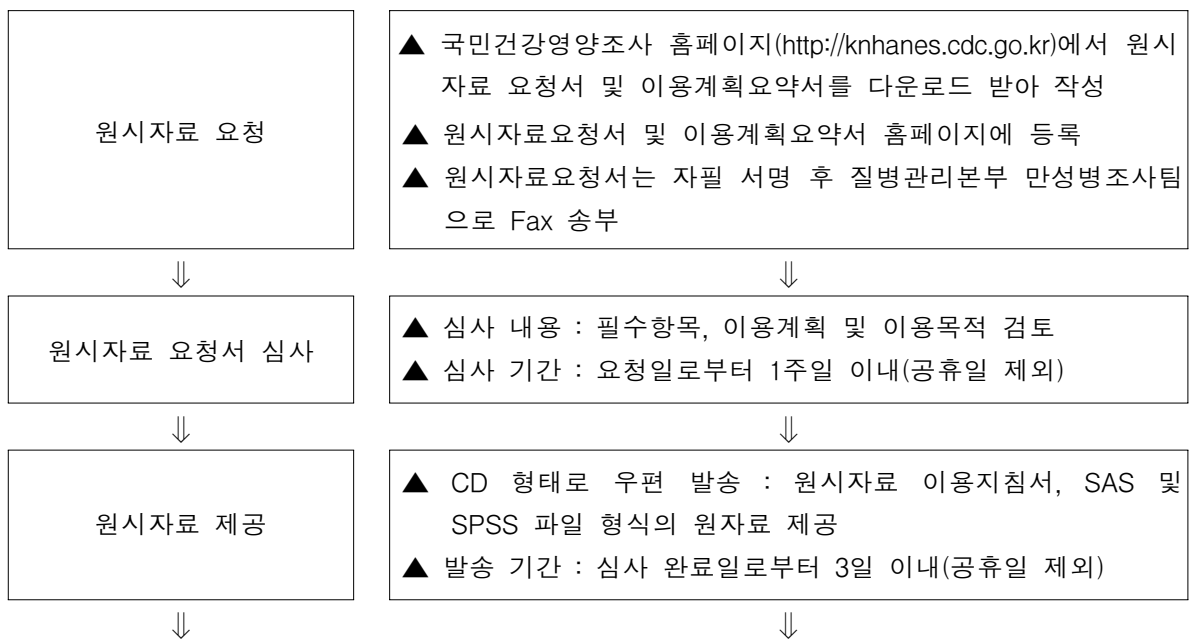 원시자료 요청
▲ 국민건강영양조사 홈페이지(http://knhanes.cdc.go.kr)에서 원시
자료 요청서 및 이용계획요약서를 다운로드 받아 작성
▲ 원시자료요청서 및 이용계획요약서 홈페이지에 등록
▲ 원시자료요청서는 자필 서명 후 질병관리본부 만성병조사팀
으로 Fax 송부
⇓ ⇓
원시자료 요청서 심사
▲ 심사 내용 : 필수항목, 이용계획 및 이용목적 검토
▲ 심사 기간 : 요청일로부터 1주일 이내(공휴일 제외)
⇓ ⇓
원시자료 제공
▲ CD 형태로 우편 발송 : 원시자료 이용지침서, SAS 및
SPSS 파일 형식의 원자료 제공
▲ 발송 기간 : 심사 완료일로부터 3일 이내(공휴일 제외)
⇓ ⇓